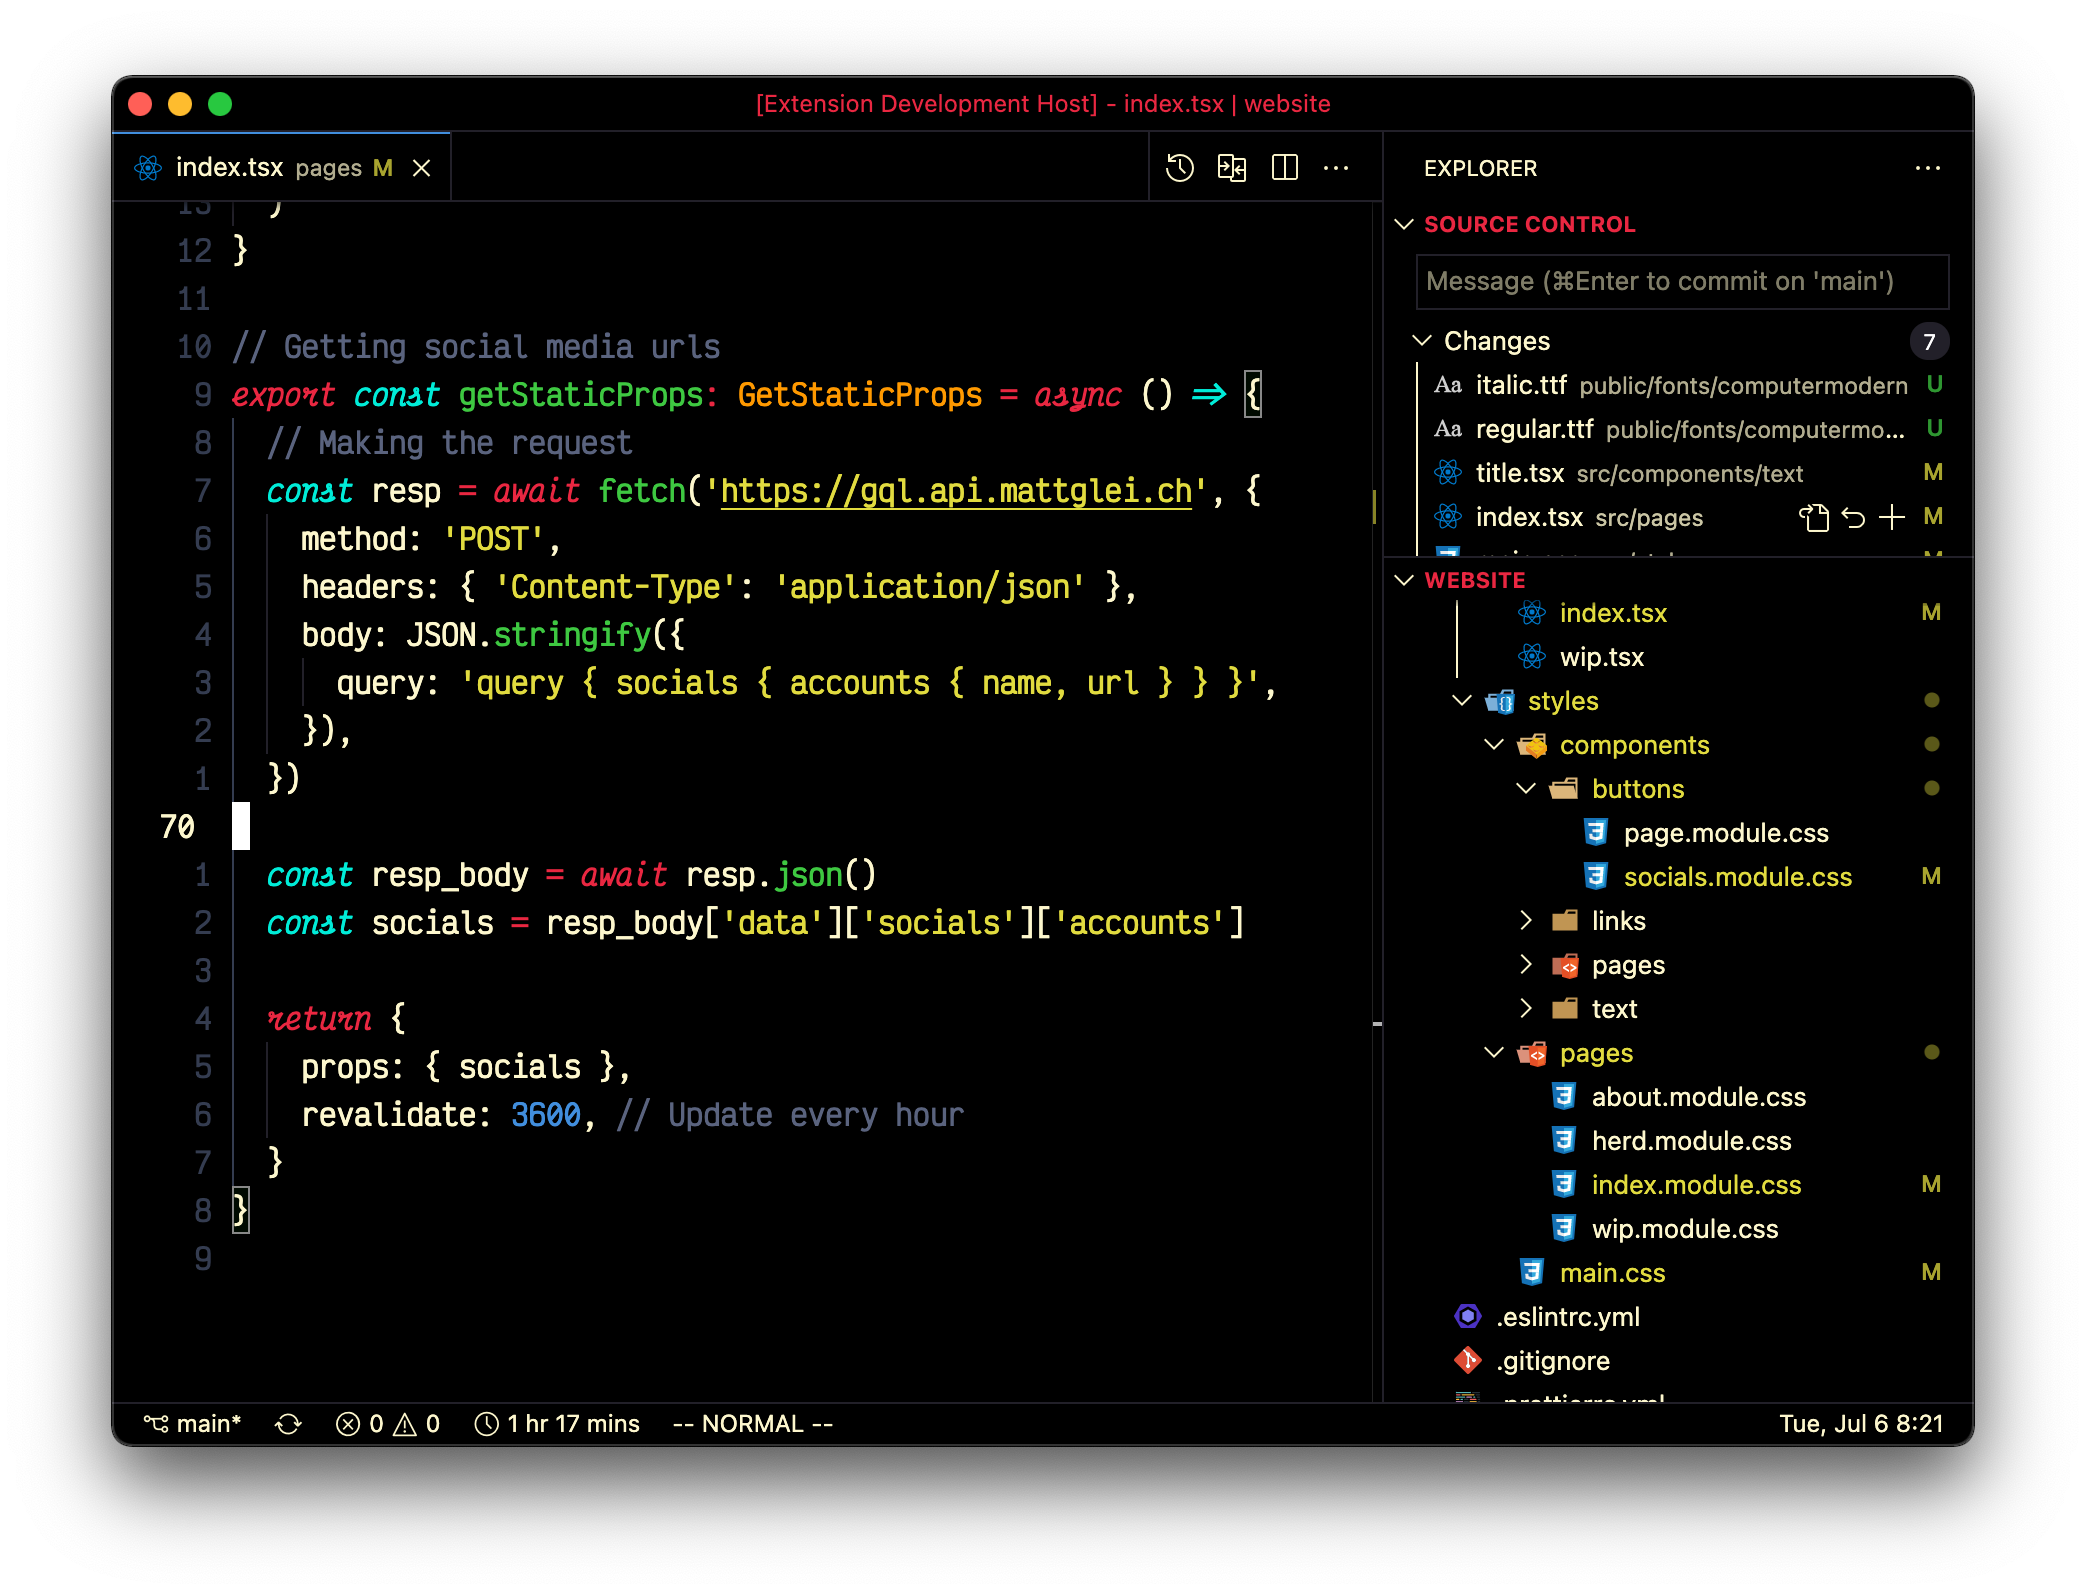 [Extension Development Host] - index.tsx | website
index.tsx pages M
13 )
12 }
11
10 // Getting social media urls
9 export const getStaticProps: GetStaticProps = async () => {
8 // Making the request
7 const resp = await fetch('https://gql.api.mattglei.ch', {
6 method: 'POST',
5 headers: { 'Content-Type': 'application/json' },
4 body: JSON.stringify({
3 query: 'query { socials { accounts { name, url } } }',
2 }),
1 })
70
1 const resp_body = await resp.json()
2 const socials = resp_body['data']['socials']['accounts']
3
4 return {
5 props: { socials },
6 revalidate: 3600, // Update every hour
7 }
8 }
9
EXPLORER
SOURCE CONTROL
Message (⌘Enter to commit on 'main')
Changes 7
Aa italic.ttf public/fonts/computermodern U
Aa regular.ttf public/fonts/computermo... U
title.tsx src/components/text M
index.tsx src/pages M
WEBSITE
index.tsx M
wip.tsx
styles
components
buttons
page.module.css
socials.module.css M
links
pages
text
pages
about.module.css
herd.module.css
index.module.css M
wip.module.css
main.css M
.eslintrc.yml
.gitignore
.prettierrc.yml
main* 0 0 1 hr 17 mins -- NORMAL -- Tue, Jul 6 8:21